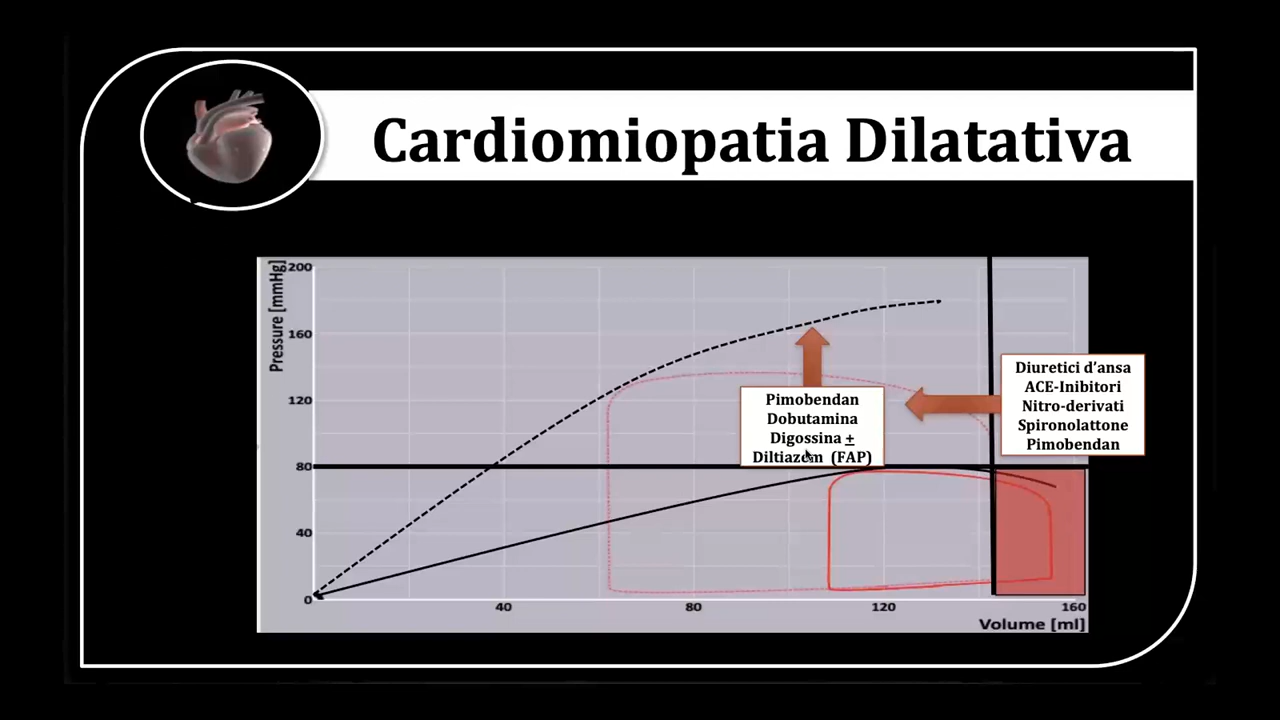 Cardiomiopatia Dilatativa
Pressure [mmHg]
200
160
120
80
40
0
Pimobendan
Dobutamina
Digossina ±
Diltiazem (FAP)
Diuretici d’ansa
ACE-Inibitori
Nitro-derivati
Spironolattone
Pimobendan
40
80
120
160
Volume [ml]